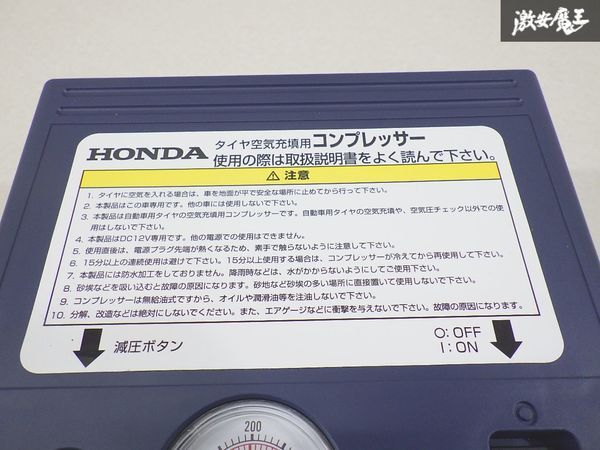 激安魔王
HONDA タイヤ空気充填用コンプレッサー
使用の際は取扱説明書をよく読んで下さい。
⚠ 注意
1. タイヤに空気を入れる場合は、車を地面が平で安全な場所に止めてから行って下さい。
2. 本製品はこの車専用です。他の車には使用しないで下さい。
3. 本製品は自動車用タイヤの空気充填用コンプレッサーです。自動車用タイヤの空気充填や、空気圧チェック以外での使
用はしないで下さい。
4. 本製品はDC12V専用です。他の電源での使用はできません。
5. 使用直後は、電源プラグ先端が熱くなるため、素手で触らないように注意して下さい。
6. 15分以上の連続使用は避けて下さい。15分以上使用する場合は、コンプレッサーが冷えてから再使用して下さい。
7. 本製品には防水加工をしておりません。降雨時などは、水がかからないようにしてご使用下さい。
8. 砂埃などを吸い込むと故障の原因になります。砂地など砂埃の多い場所に直接置いて使用しないで下さい。
9. コンプレッサーは無給油式ですから、オイルや潤滑油等を注油しないで下さい。
10. 分解、改造などは絶対にしないでください。また、エアゲージなどに衝撃を与えないで下さい。故障の原因になります。
減圧ボタン
O: OFF
I: ON
200